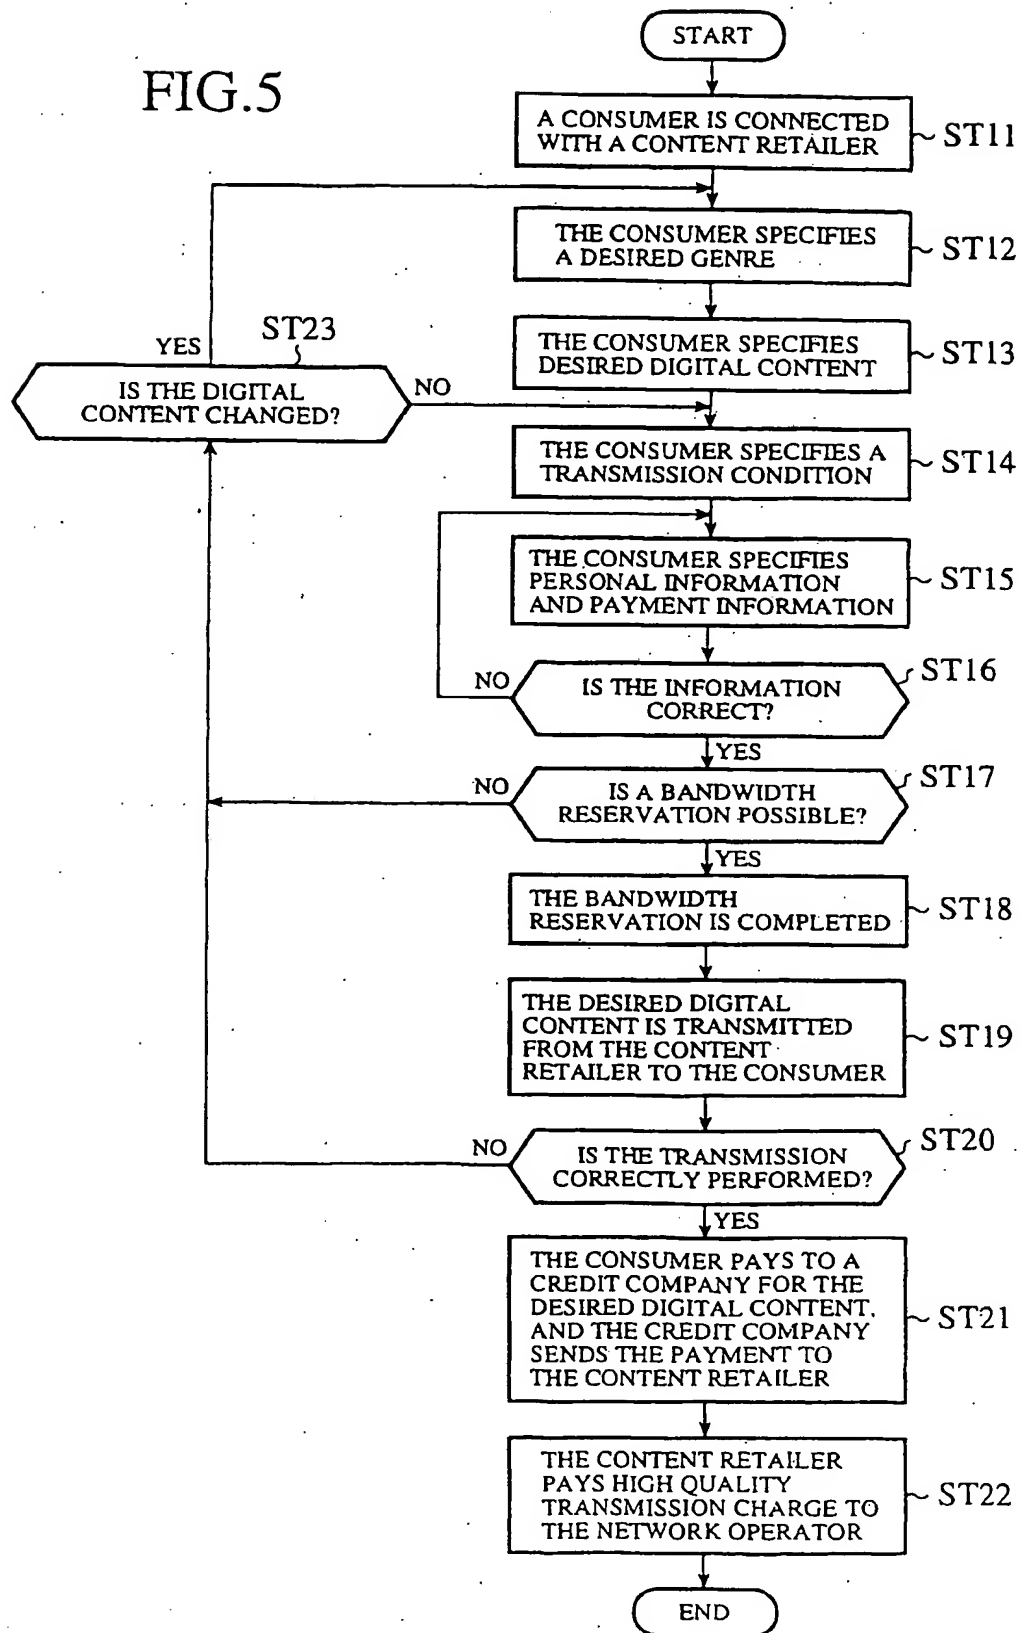 FIG.5
START
A CONSUMER IS CONNECTED
WITH A CONTENT RETAILER
ST11
THE CONSUMER SPECIFIES
A DESIRED GENRE
ST12
THE CONSUMER SPECIFIES
DESIRED DIGITAL CONTENT
ST13
ST23
YES
IS THE DIGITAL
CONTENT CHANGED?
NO
THE CONSUMER SPECIFIES A
TRANSMISSION CONDITION
ST14
THE CONSUMER SPECIFIES
PERSONAL INFORMATION
AND PAYMENT INFORMATION
ST15
NO
IS THE INFORMATION
CORRECT?
ST16
YES
NO
IS A BANDWIDTH
RESERVATION POSSIBLE?
ST17
YES
THE BANDWIDTH
RESERVATION IS COMPLETED
ST18
THE DESIRED DIGITAL
CONTENT IS TRANSMITTED
FROM THE CONTENT
RETAILER TO THE CONSUMER
ST19
NO
IS THE TRANSMISSION
CORRECTLY PERFORMED?
ST20
YES
THE CONSUMER PAYS TO A
CREDIT COMPANY FOR THE
DESIRED DIGITAL CONTENT,
AND THE CREDIT COMPANY
SENDS THE PAYMENT TO
THE CONTENT RETAILER
ST21
THE CONTENT RETAILER
PAYS HIGH QUALITY
TRANSMISSION CHARGE TO
THE NETWORK OPERATOR
ST22
END